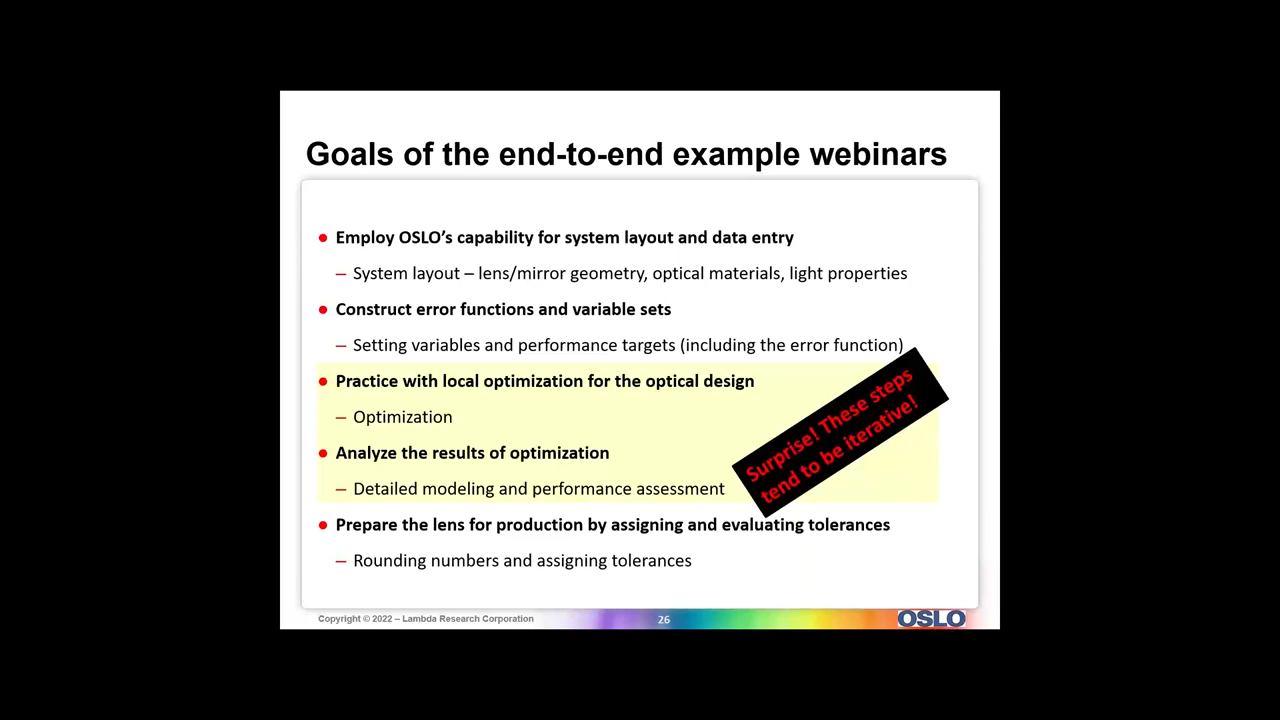 Goals of the end-to-end example webinars
• Employ OSLO’s capability for system layout and data entry
– System layout – lens/mirror geometry, optical materials, light properties
• Construct error functions and variable sets
– Setting variables and performance targets (including the error function)
• Practice with local optimization for the optical design
– Optimization
• Analyze the results of optimization
– Detailed modeling and performance assessment
Surprise! These steps
tend to be iterative!
• Prepare the lens for production by assigning and evaluating tolerances
– Rounding numbers and assigning tolerances
Copyright © 2022 – Lambda Research Corporation
26
OSLO